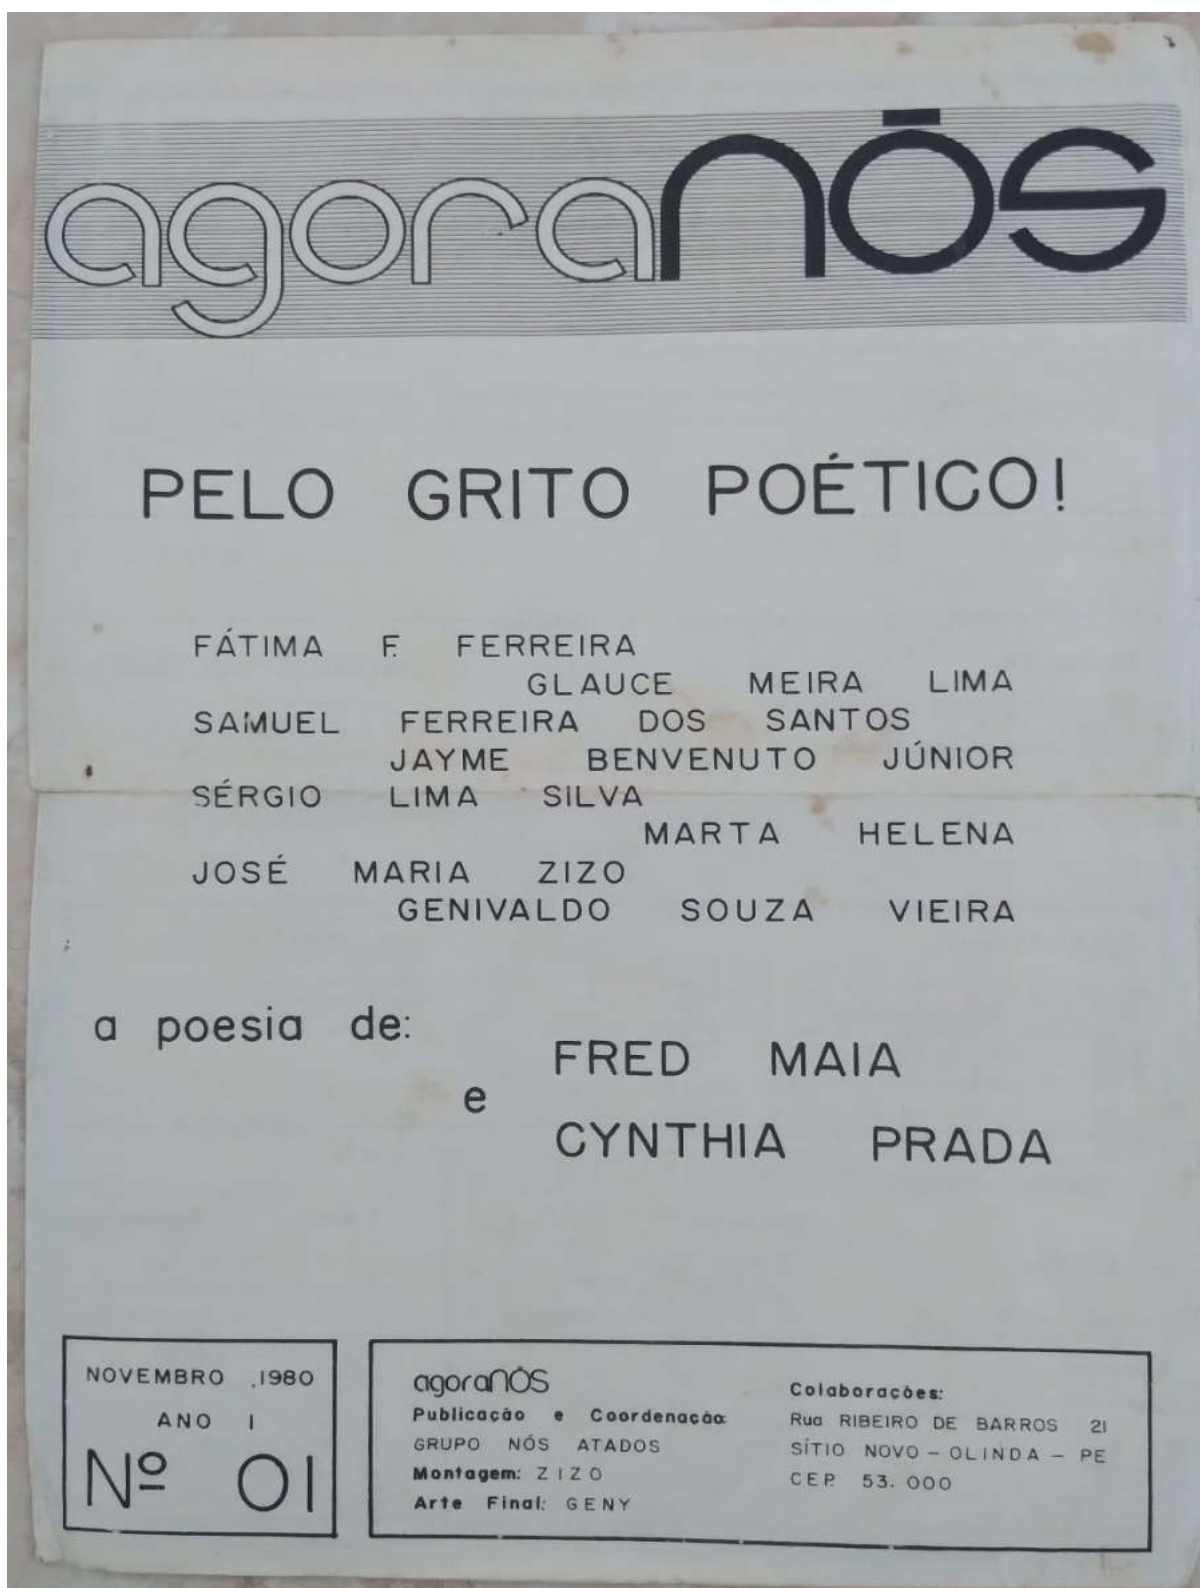 agoraNÓS
PELO GRITO POÉTICO!
FÁTIMA F. FERREIRA
GLAUCE MEIRA LIMA
SAMUEL FERREIRA DOS SANTOS
JAYME BENVENUTO JÚNIOR
SÉRGIO LIMA SILVA
MARTA HELENA
JOSÉ MARIA ZIZO
GENIVALDO SOUZA VIEIRA
a poesia de:
FRED MAIA
e
CYNTHIA PRADA
NOVEMBRO .1980
ANO I
Nº 01
agoraNÓS
Publicação e Coordenação:
GRUPO NÓS ATADOS
Montagem: ZIZO
Arte Final: GENY
Colaborações:
Rua RIBEIRO DE BARROS 21
SÍTIO NOVO - OLINDA - PE
CEP. 53.000